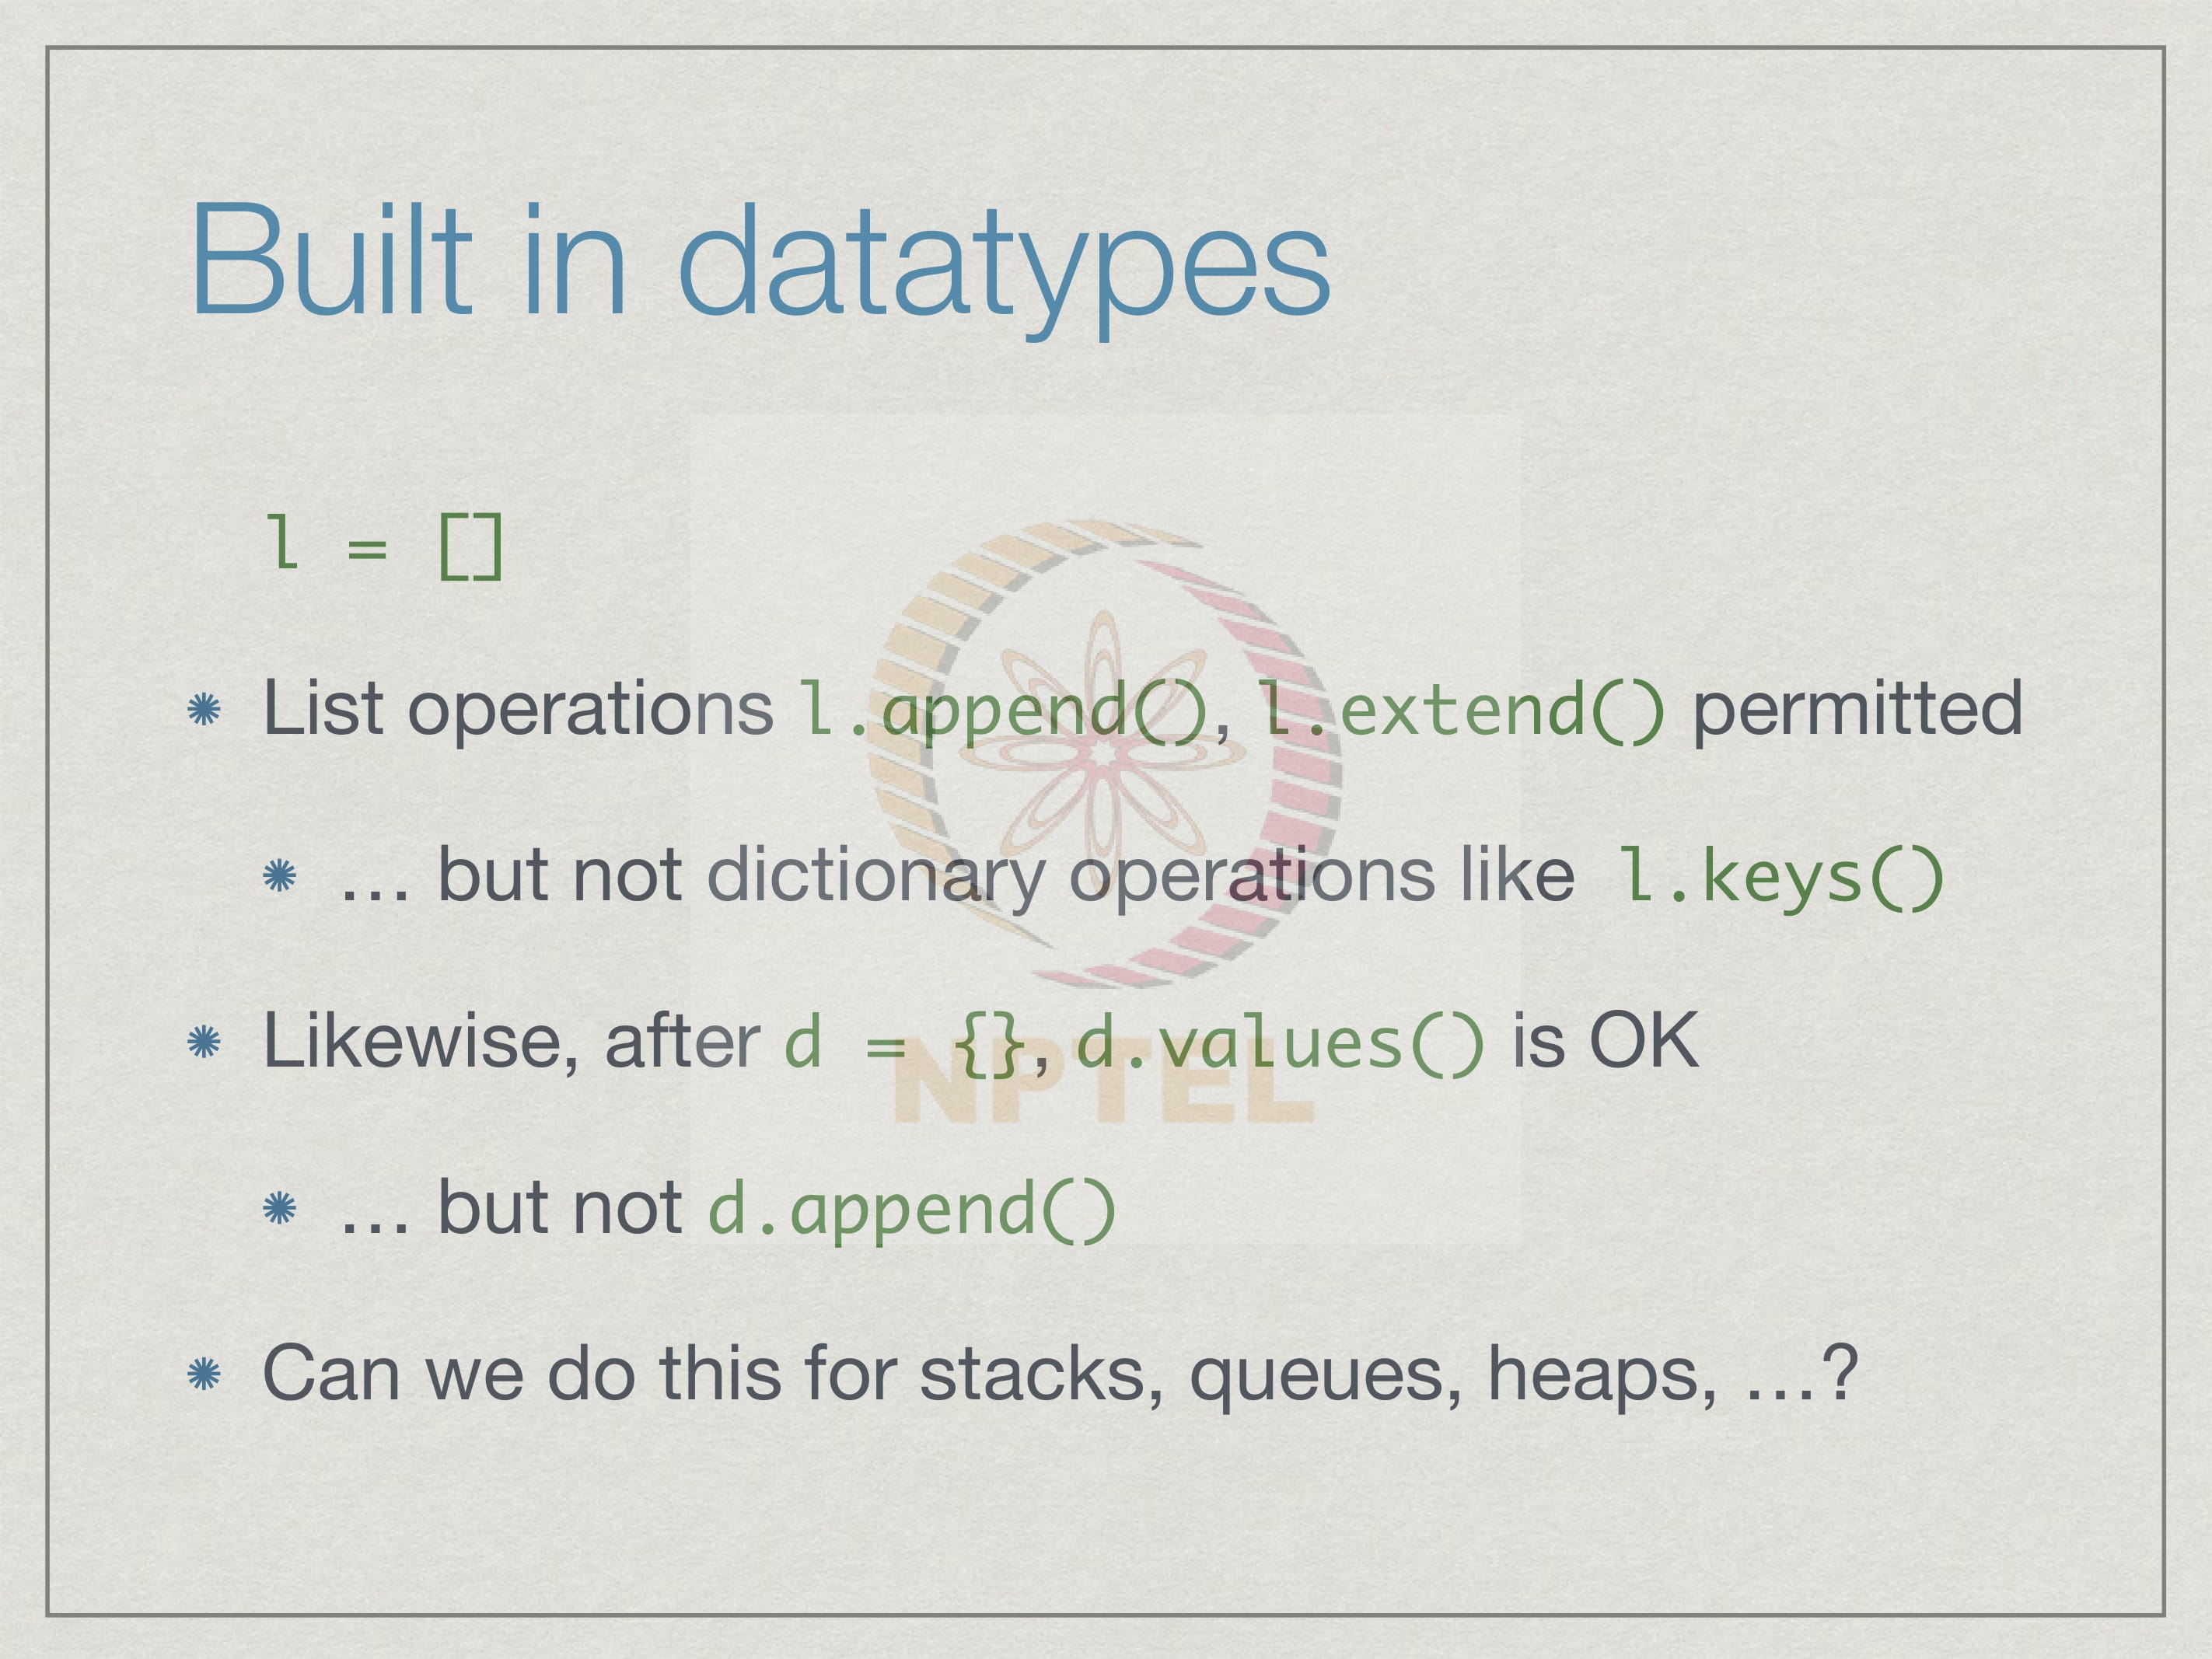 Built in datatypes
l = []
List operations l.append(), l.extend() permitted
… but not dictionary operations like l.keys()
Likewise, after d = {}, d.values() is OK
NPTEL
… but not d.append()
Can we do this for stacks, queues, heaps, …?